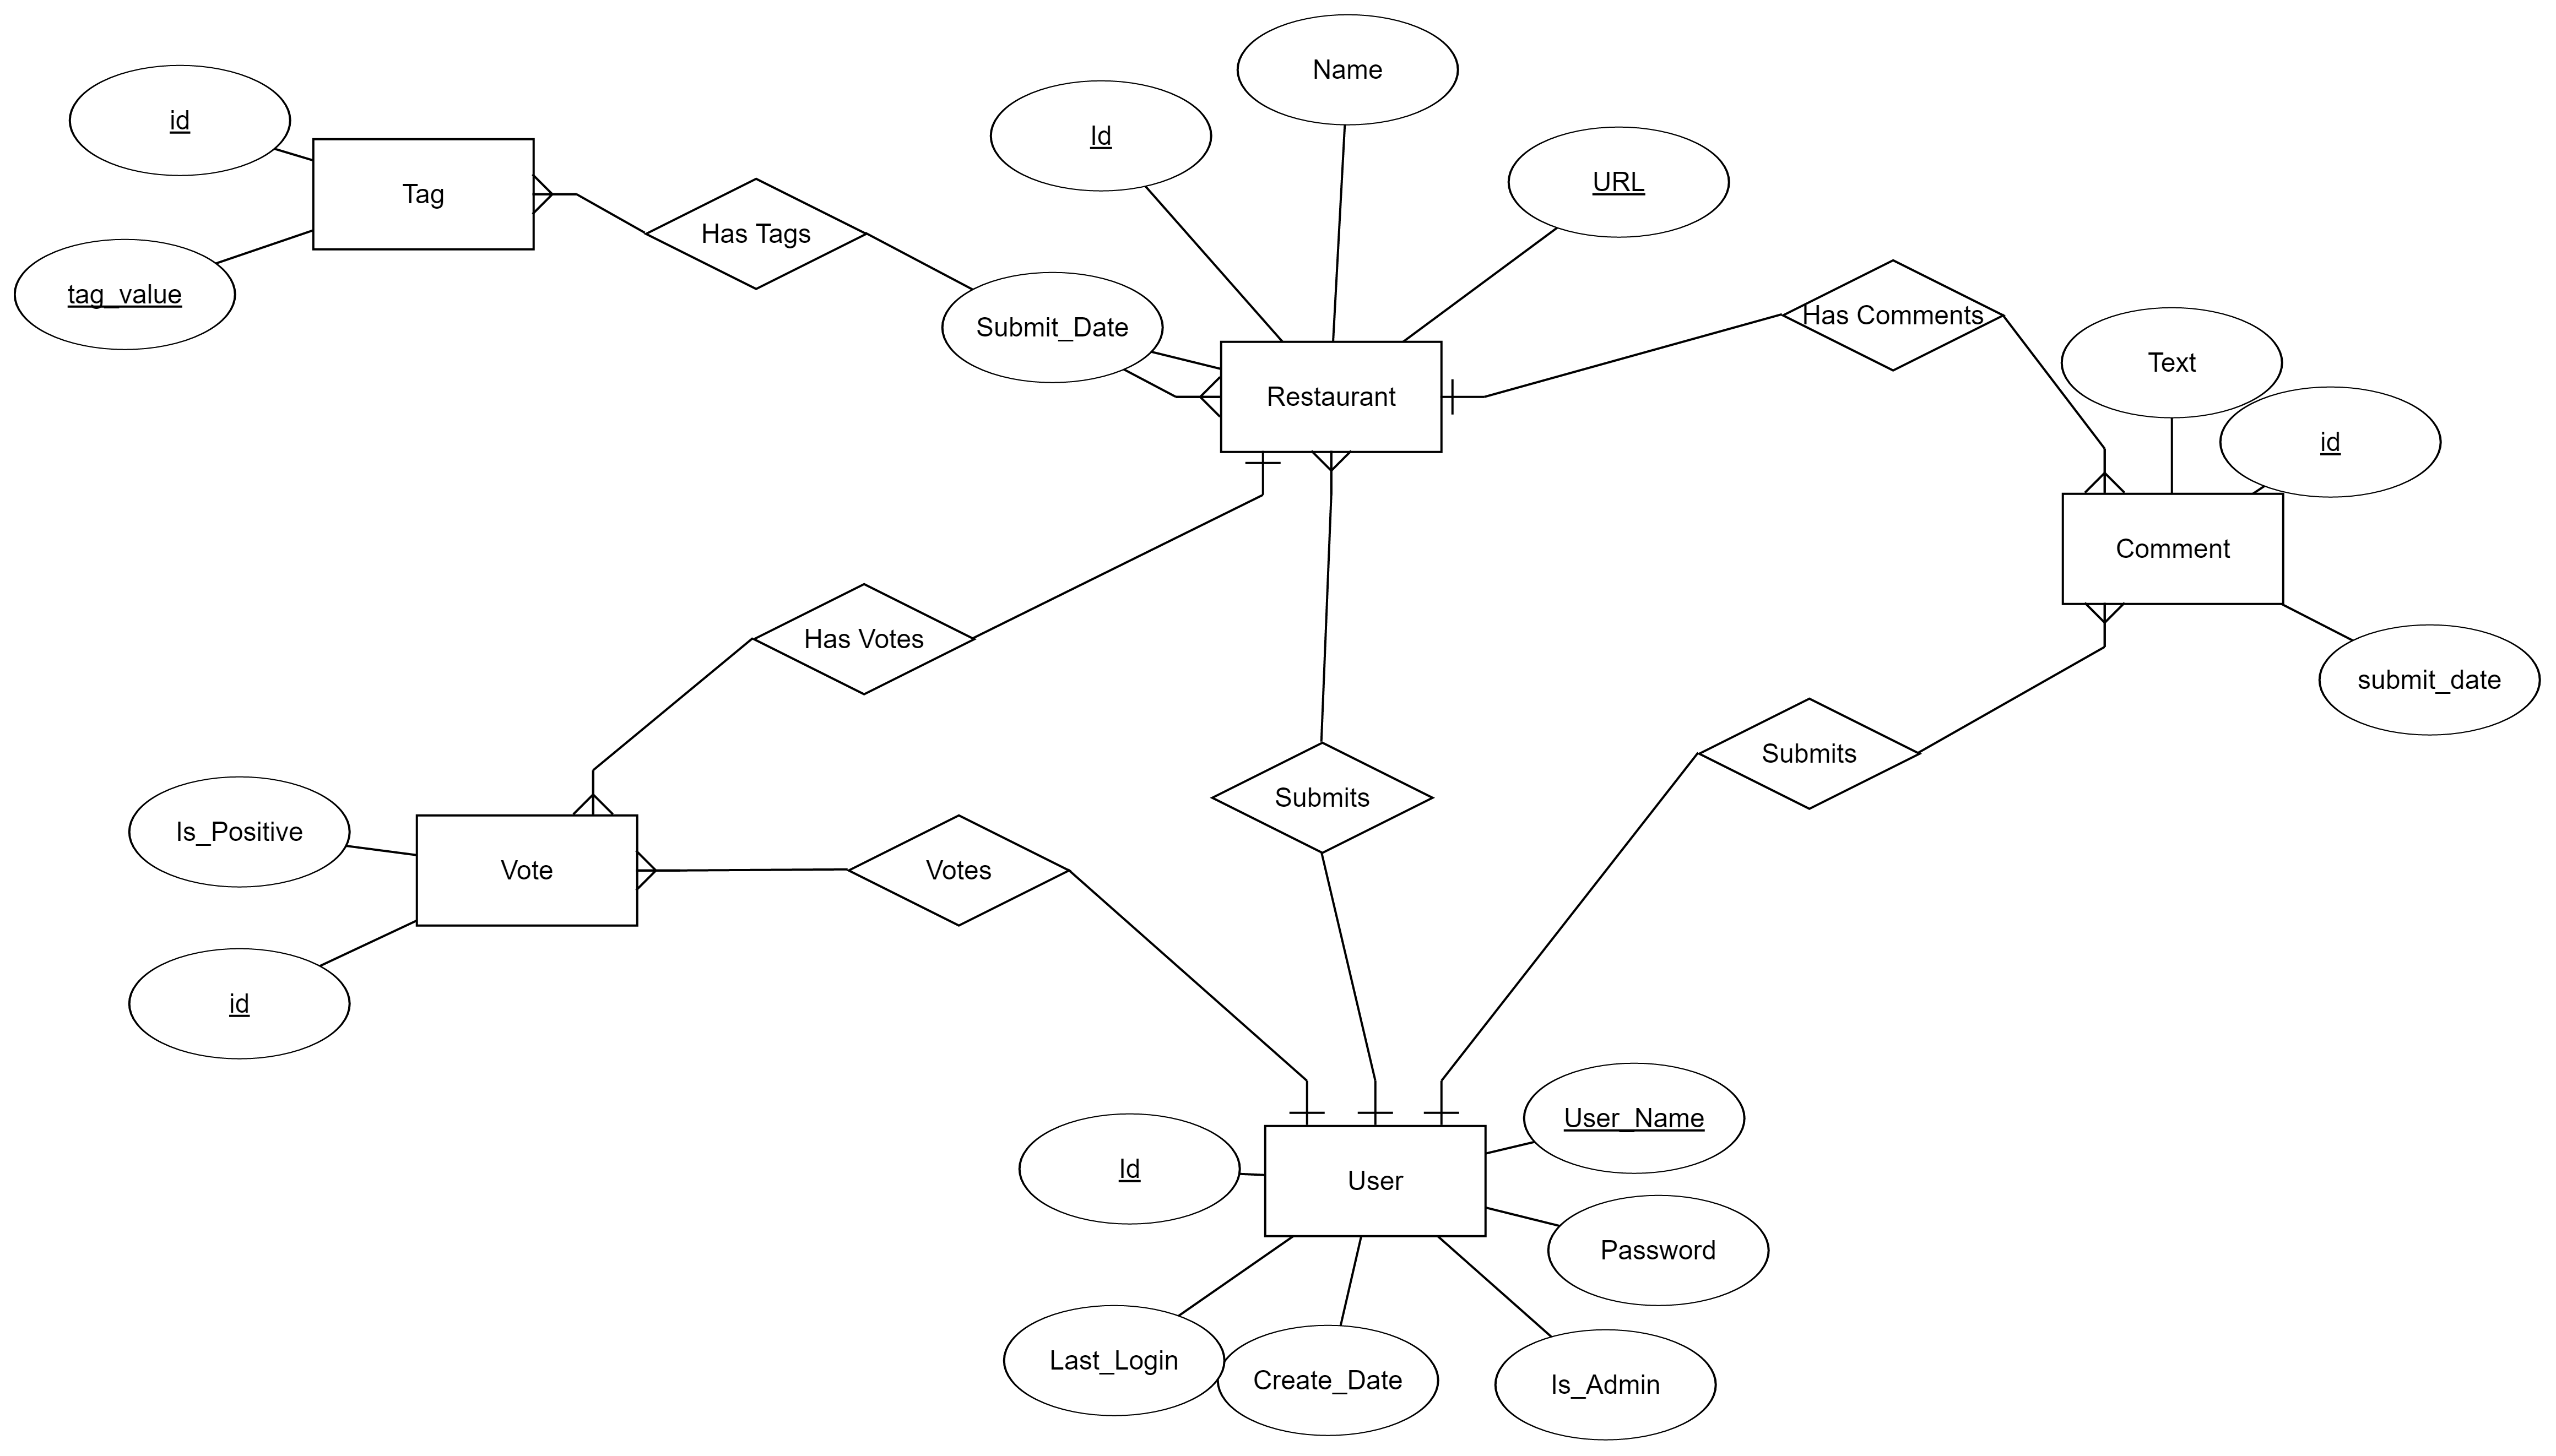 Name
id
Id
URL
Tag
Has Tags
tag_value
Submit_Date
Has Comments
Text
Restaurant
id
Comment
Has Votes
submit_date
Submits
Submits
Is_Positive
Vote
Votes
id
User_Name
Id
User
Password
Last_Login
Create_Date
Is_Admin